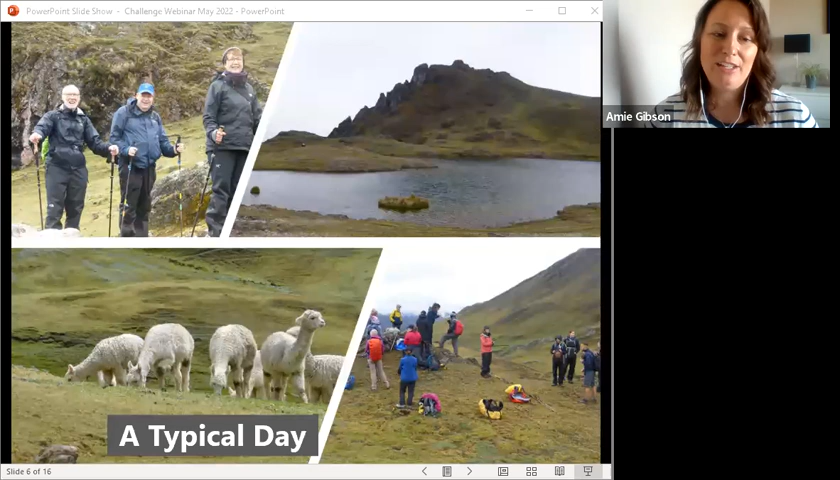 PowerPoint Slide Show - Challenge Webinar May 2022 - PowerPoint
Amie Gibson
A Typical Day
Slide 6 of 16